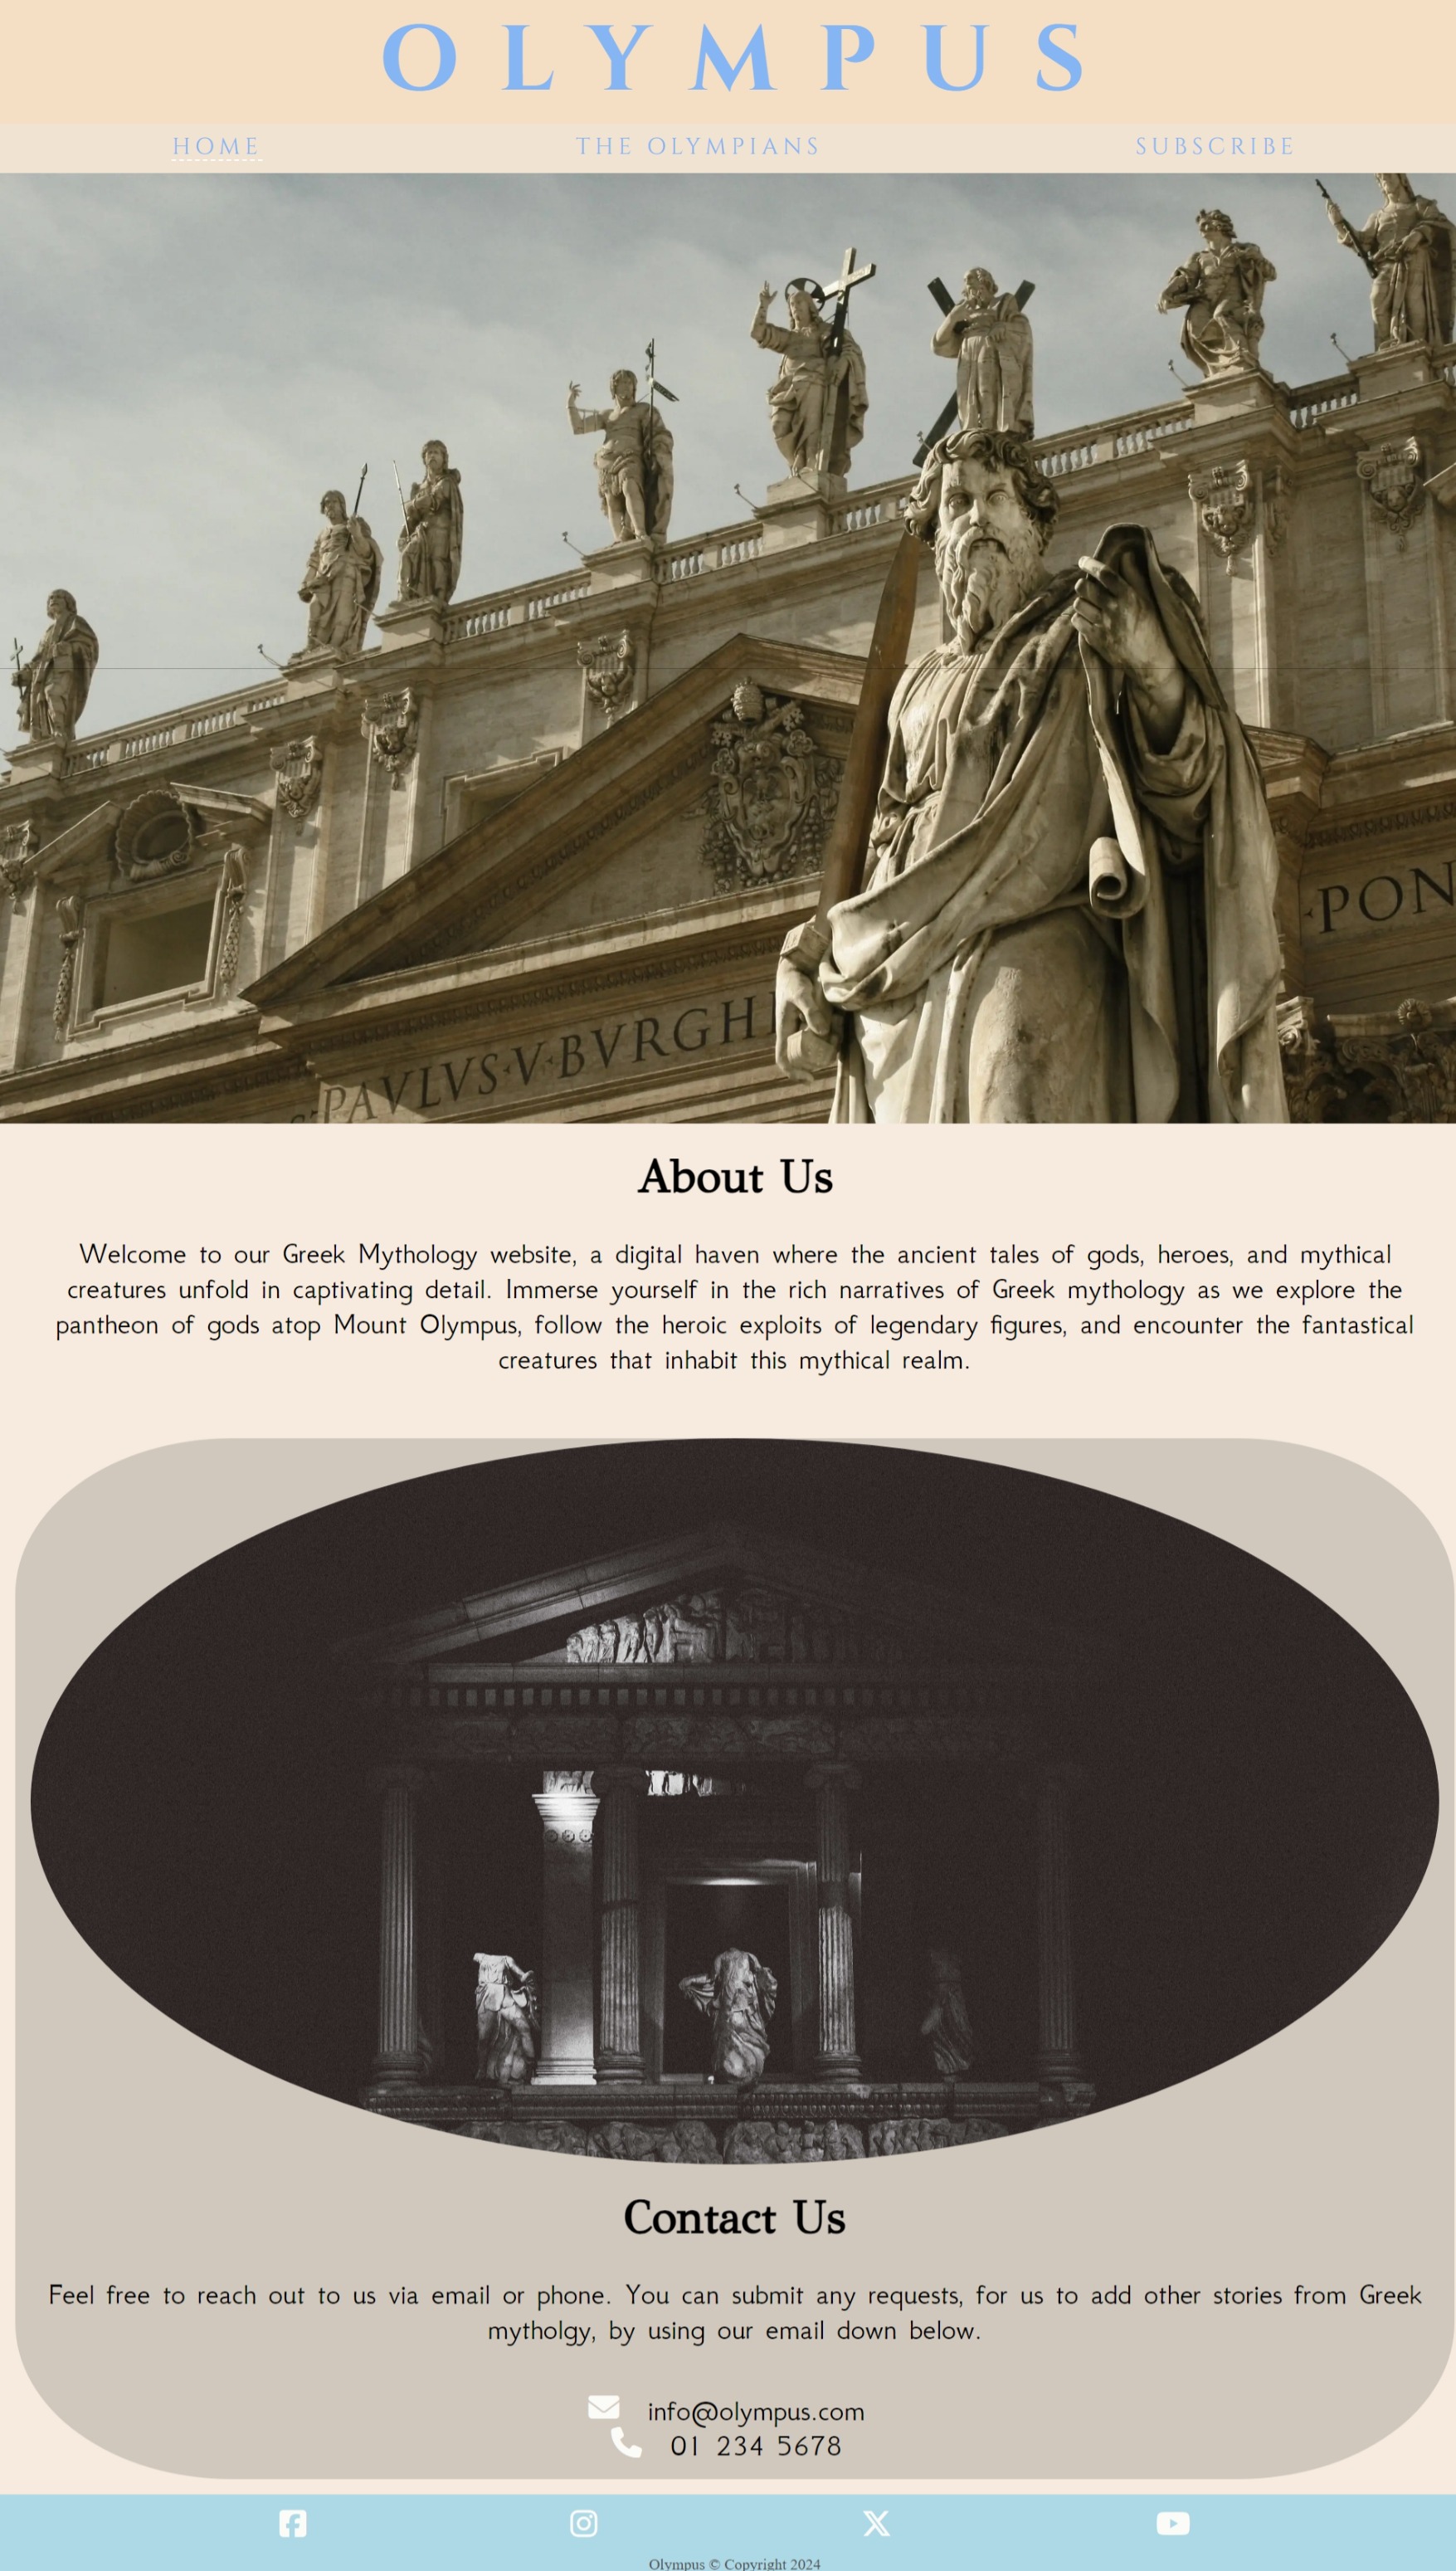 OLYMPUS
HOME
THE OLYMPIANS
SUBSCRIBE
PON
PAVLVS·V·BVRGH
About Us
Welcome to our Greek Mythology website, a digital haven where the ancient tales of gods, heroes, and mythical
creatures unfold in captivating detail. Immerse yourself in the rich narratives of Greek mythology as we explore the
pantheon of gods atop Mount Olympus, follow the heroic exploits of legendary figures, and encounter the fantastical
creatures that inhabit this mythical realm.
Contact Us
Feel free to reach out to us via email or phone. You can submit any requests, for us to add other stories from Greek
mytholgy, by using our email down below.
info@olympus.com
01 234 5678
Olympus © Copyright 2024